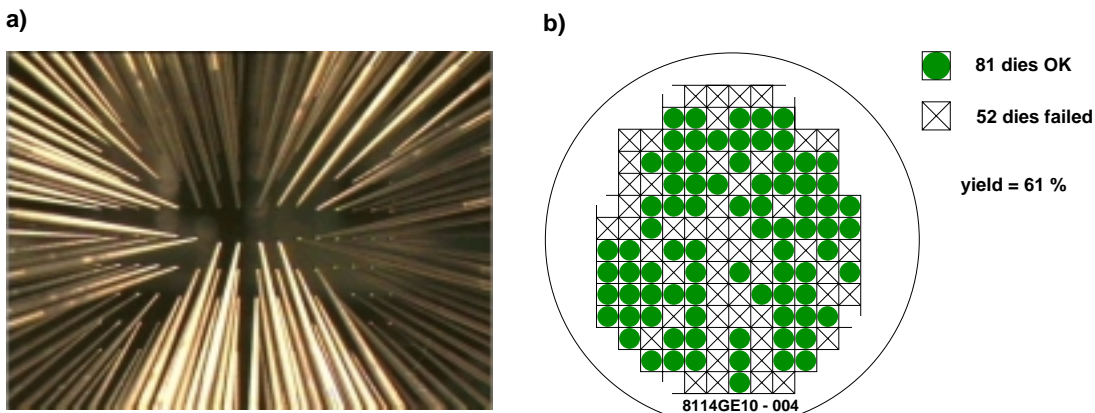 a)
b)
81 dies OK
52 dies failed
yield = 61 %
8114GE10 - 004